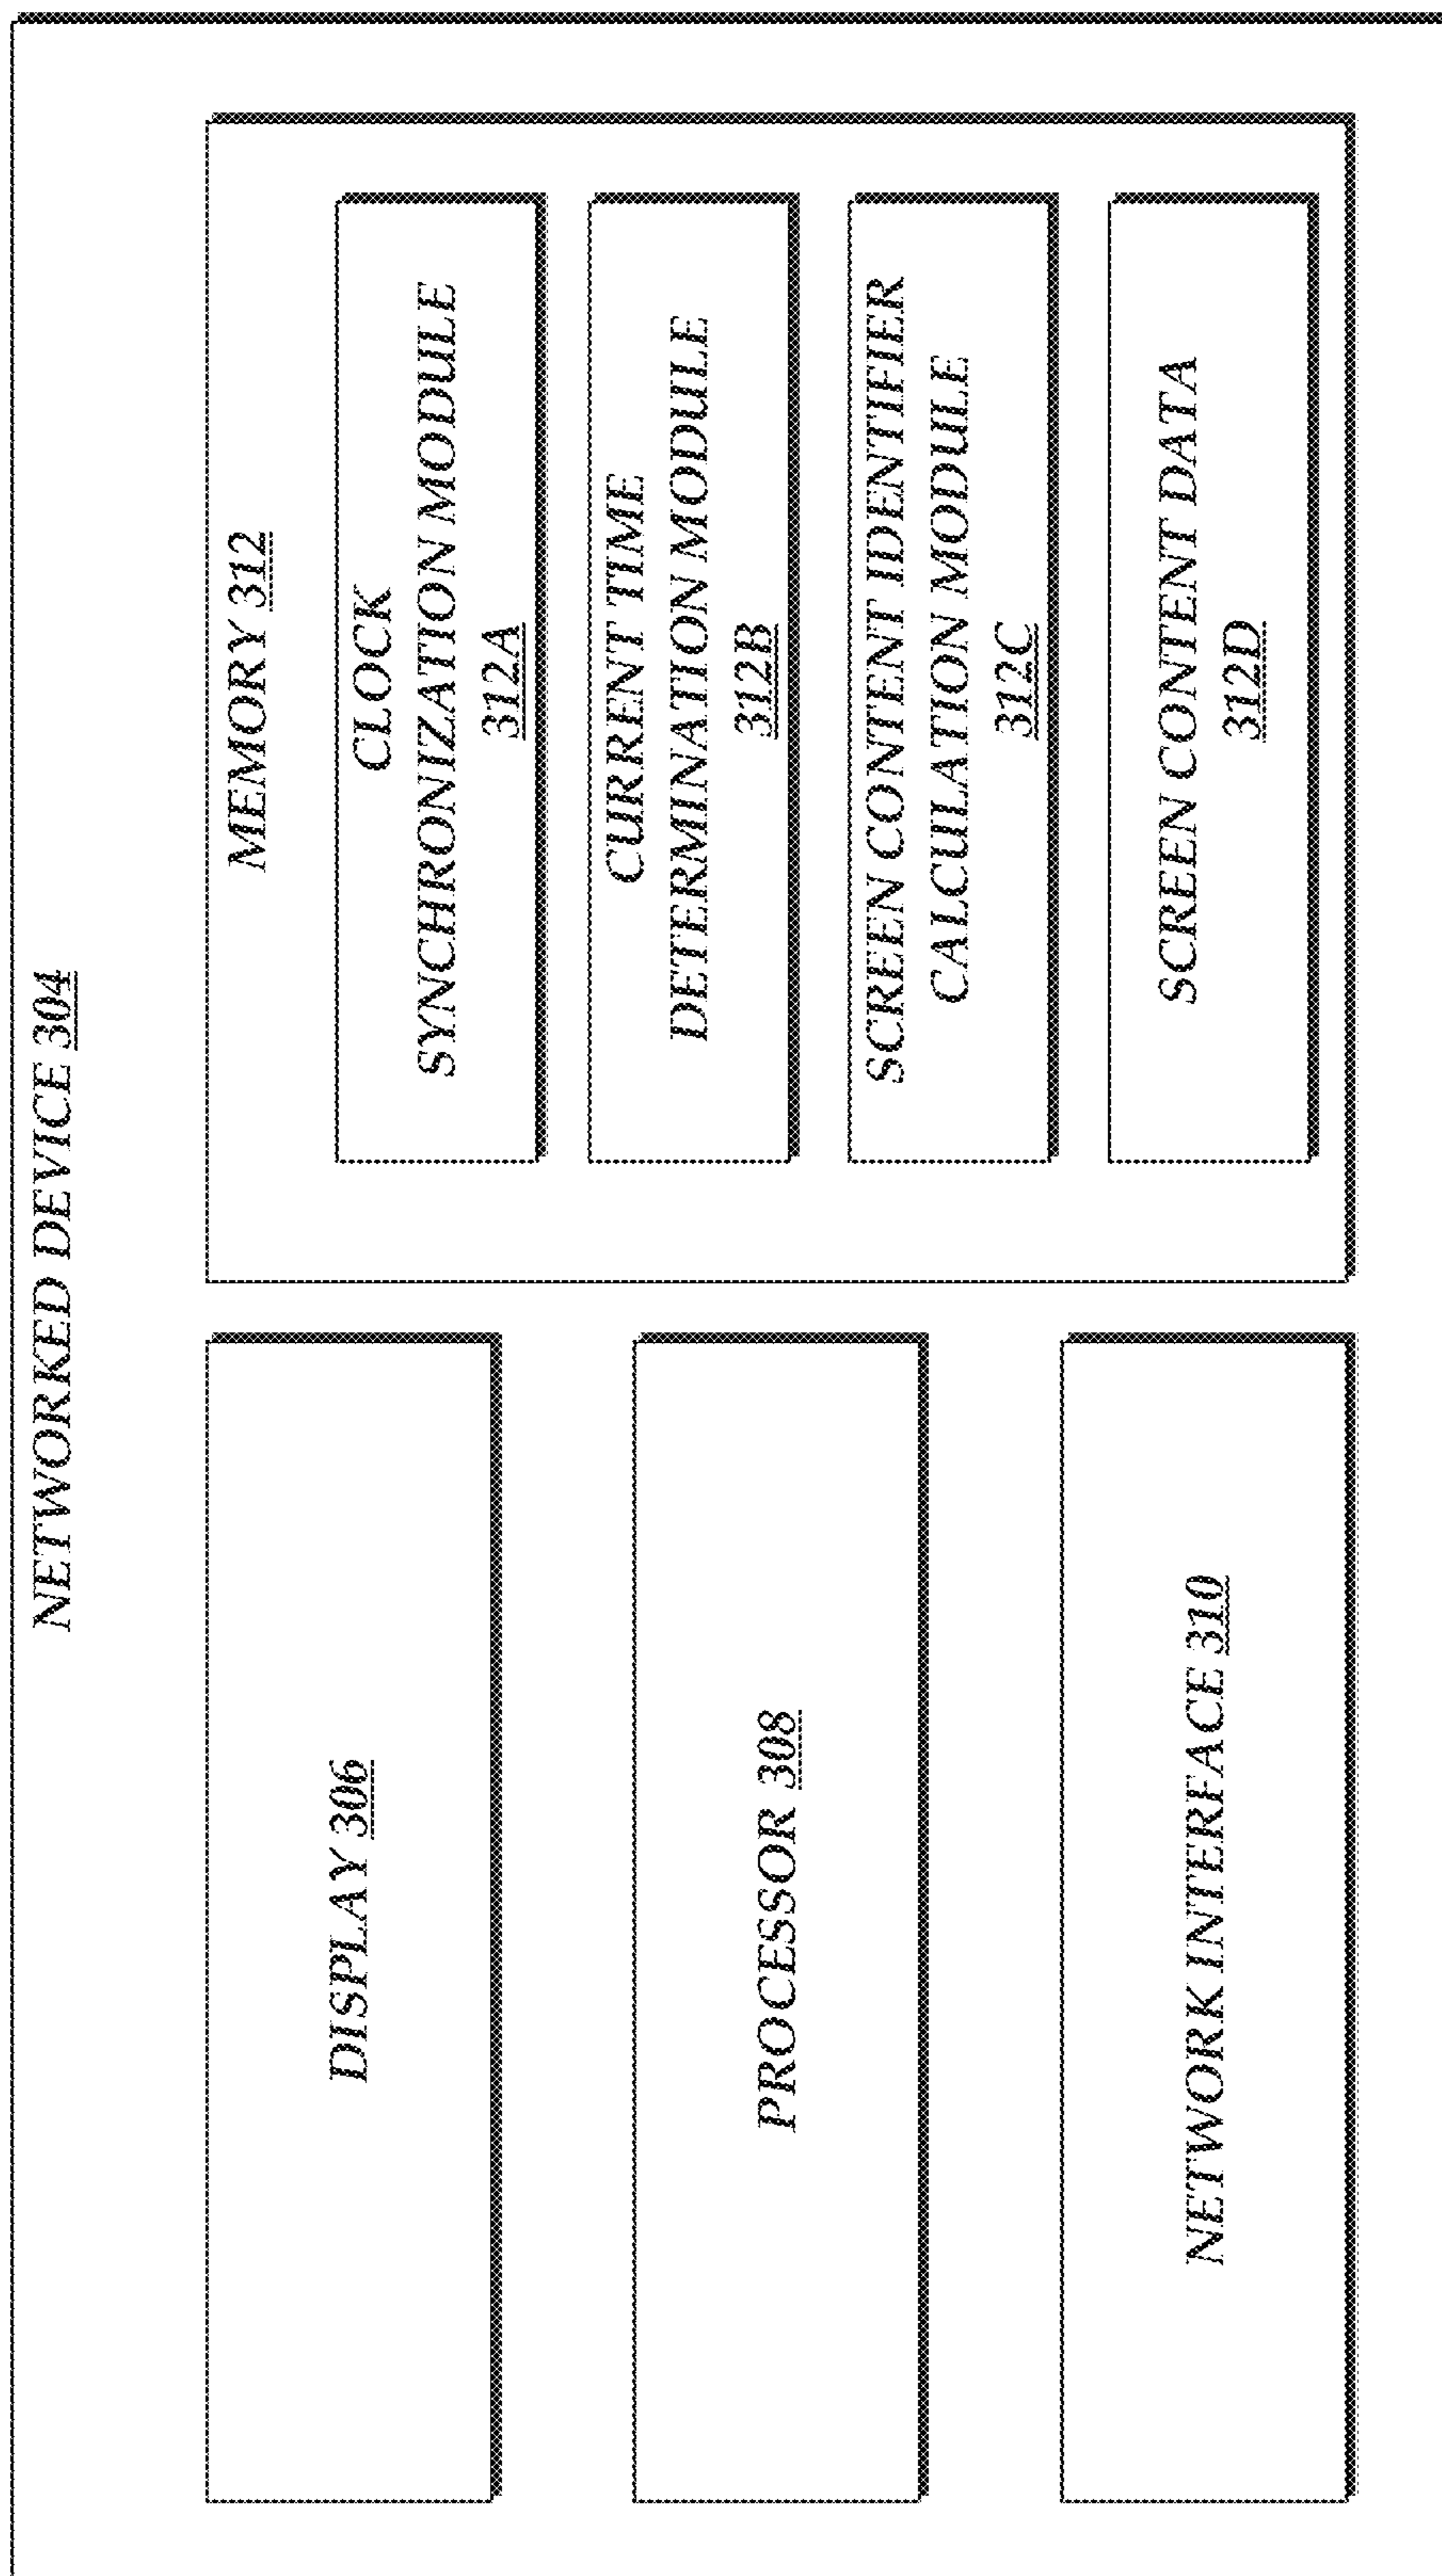 NETWORKED DEVICE 304
DISPLAY 306
PROCESSOR 308
NETWORK INTERFACE 310
MEMORY 312
CLOCK
SYNCHRONIZATION MODULE
312A
CURRENT TIME
DETERMINATION MODULE
312B
SCREEN CONTENT IDENTIFIER
CALCULATION MODULE
312C
SCREEN CONTENT DATA
312D